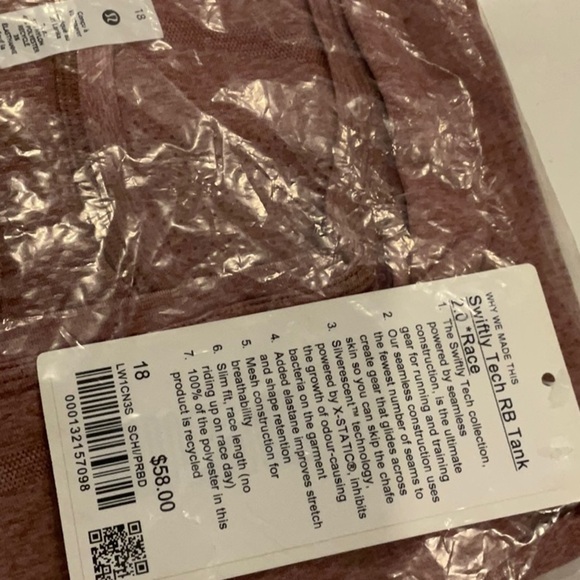 18
WHY WE MADE THIS
Swiftly Tech RB Tank
2.0 *Race
1. The Swiftly Tech collection,
powered by seamless
construction, is the ultimate
gear for running and training
2. Our seamless construction uses
the fewest number of seams to
create gear that glides across
skin so you can skip the chafe
3. Silverescent™ technology,
powered by X-STATIC®, inhibits
the growth of odour-causing
bacteria on the garment
4. Added elastane improves stretch
and shape retention
5. Mesh construction for
breathability
6. Slim fit, race length (no
riding up on race day)
7. 100% of the polyester in this
product is recycled
18
$58.00
LW1CN3S SCHI/PRBD
000132157098